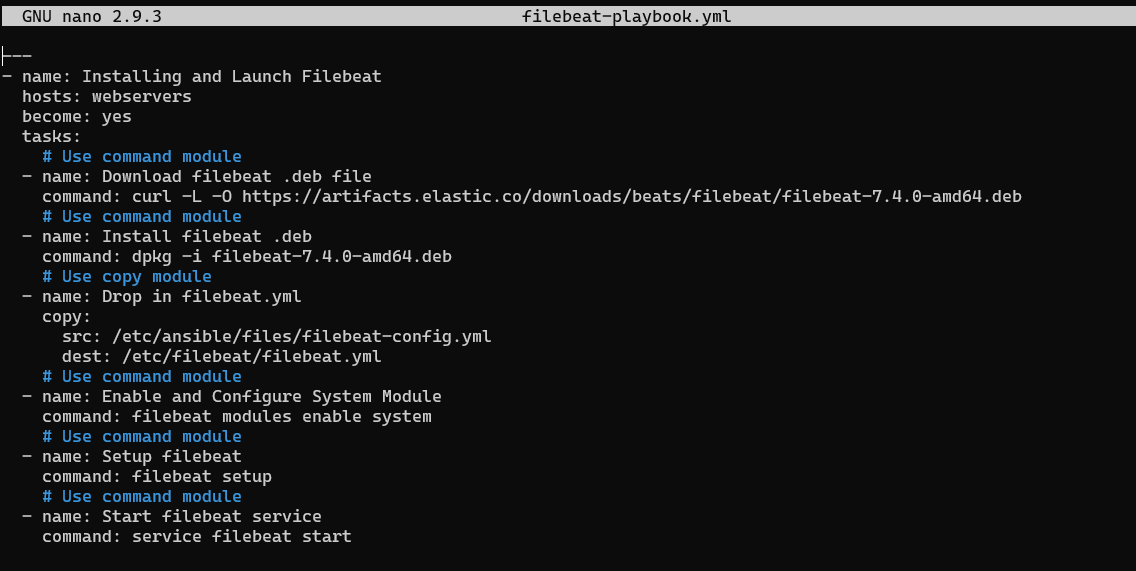 GNU nano 2.9.3 filebeat-playbook.yml
---
- name: Installing and Launch Filebeat
  hosts: webservers
  become: yes
  tasks:
    # Use command module
  - name: Download filebeat .deb file
    command: curl -L -O https://artifacts.elastic.co/downloads/beats/filebeat/filebeat-7.4.0-amd64.deb
    # Use command module
  - name: Install filebeat .deb
    command: dpkg -i filebeat-7.4.0-amd64.deb
    # Use copy module
  - name: Drop in filebeat.yml
    copy:
      src: /etc/ansible/files/filebeat-config.yml
      dest: /etc/filebeat/filebeat.yml
    # Use command module
  - name: Enable and Configure System Module
    command: filebeat modules enable system
    # Use command module
  - name: Setup filebeat
    command: filebeat setup
    # Use command module
  - name: Start filebeat service
    command: service filebeat start